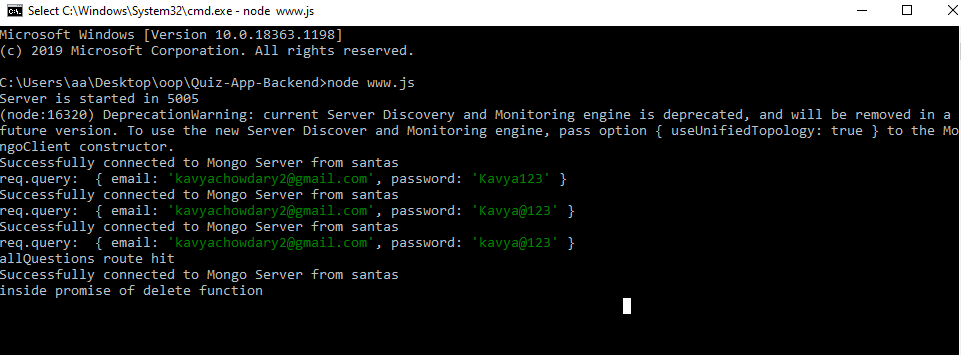 Select C:\Windows\System32\cmd.exe - node www.js
Microsoft Windows [Version 10.0.18363.1198]
(c) 2019 Microsoft Corporation. All rights reserved.
C:\Users\aa\Desktop\oop\Quiz-App-Backend>node www.js
Server is started in 5005
(node:16320) DeprecationWarning: current Server Discovery and Monitoring engine is deprecated, and will be removed in a
future version. To use the new Server Discover and Monitoring engine, pass option { useUnifiedTopology: true } to the Mo
ngoClient constructor.
Successfully connected to Mongo Server from santas
req.query:  { email: 'kavyachowdary2@gmail.com', password: 'Kavya123' }
Successfully connected to Mongo Server from santas
req.query:  { email: 'kavyachowdary2@gmail.com', password: 'Kavya@123' }
Successfully connected to Mongo Server from santas
req.query:  { email: 'kavyachowdary2@gmail.com', password: 'kavya@123' }
allQuestions route hit
Successfully connected to Mongo Server from santas
inside promise of delete function